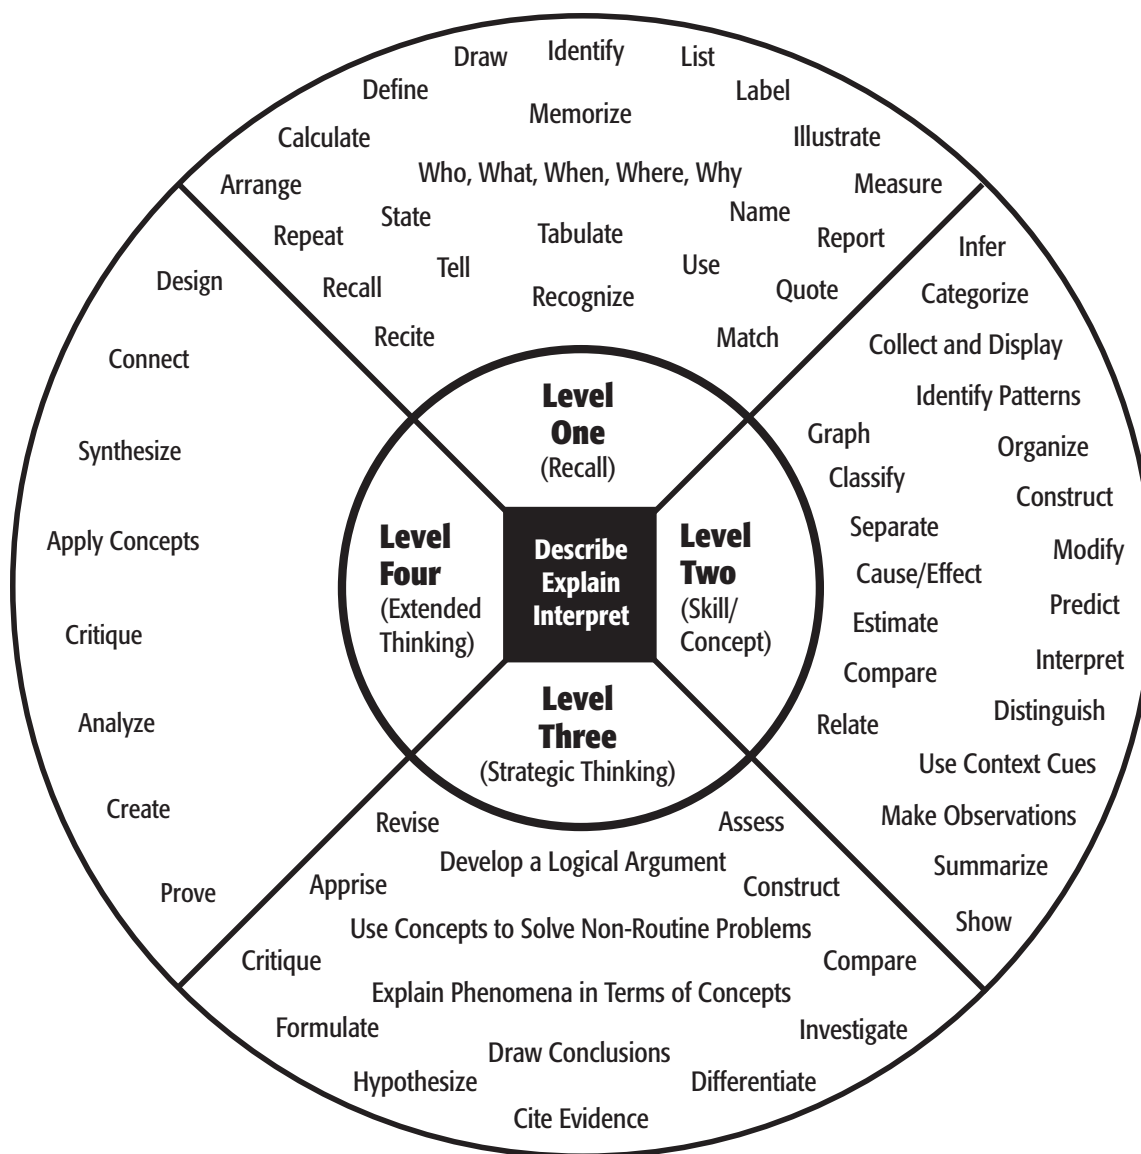 Draw
Identify
List
Define
Label
Memorize
Calculate
Illustrate
Who, What, When, Where, Why
Arrange
Measure
State
Name
Repeat
Tabulate
Report
Tell
Use
Recall
Recognize
Quote
Recite
Match
Level
One
(Recall)
Infer
Categorize
Collect and Display
Identify Patterns
Graph
Organize
Classify
Construct
Separate
Modify
Cause/Effect
Predict
Estimate
Interpret
Compare
Distinguish
Relate
Use Context Cues
Make Observations
Summarize
Show
Level
Two
(Skill/
Concept)
Describe
Explain
Interpret
Level
Three
(Strategic Thinking)
Revise
Assess
Develop a Logical Argument
Apprise
Construct
Use Concepts to Solve Non-Routine Problems
Critique
Compare
Explain Phenomena in Terms of Concepts
Formulate
Investigate
Draw Conclusions
Hypothesize
Differentiate
Cite Evidence
Level
Four
(Extended
Thinking)
Design
Connect
Synthesize
Apply Concepts
Critique
Analyze
Create
Prove